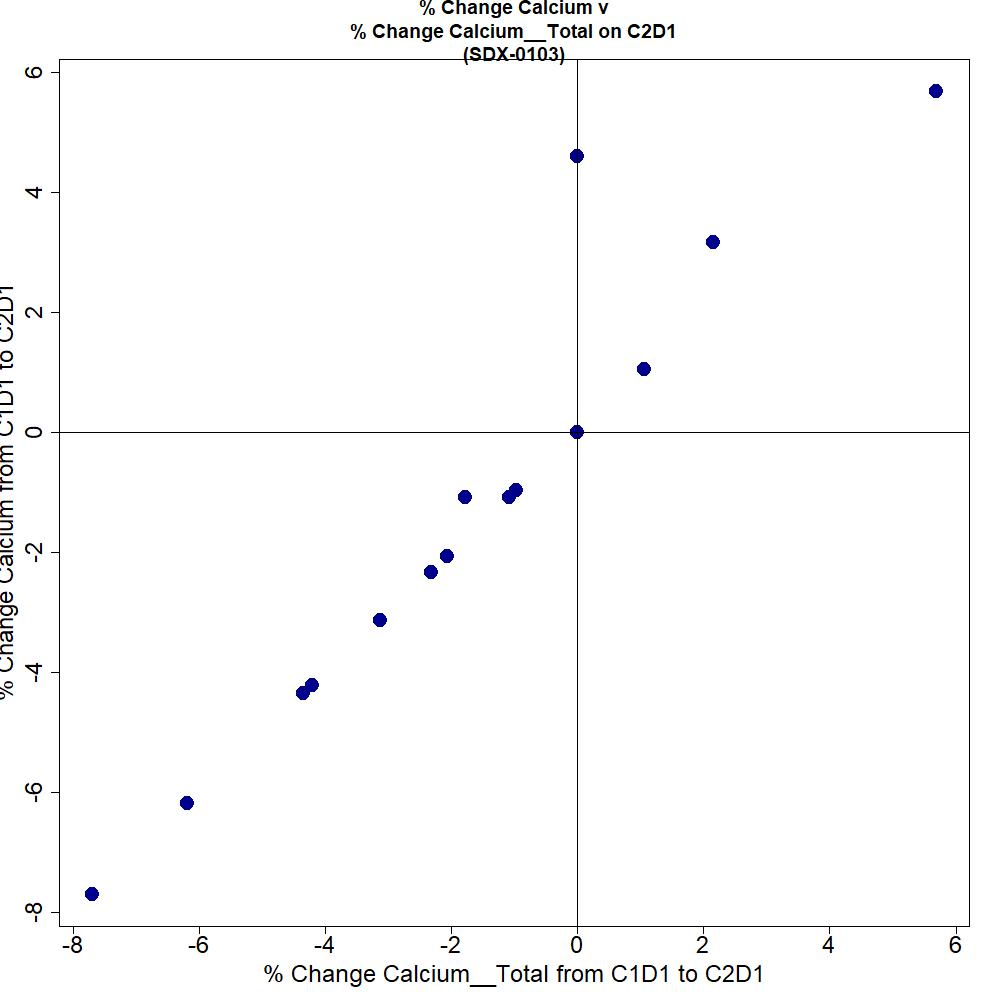 % Change Calcium v
% Change Calcium__Total on C2D1
(SDX-0103)
% Change Calcium from C1D1 to C2D1
6
4
2
0
-2
-4
-6
-8
-8 -6 -4 -2 0 2 4 6
% Change Calcium__Total from C1D1 to C2D1